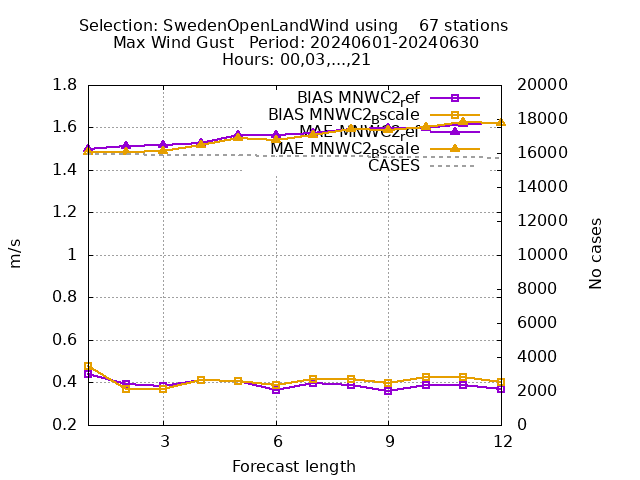 Selection: SwedenOpenLandWind using    67 stations
Max Wind Gust   Period: 20240601-20240630
Hours: 00,03,...,21
1.8
1.6
1.4
1.2
1
0.8
0.6
0.4
0.2
20000
18000
16000
14000
12000
10000
8000
6000
4000
2000
0
BIAS MNWC2_ref
BIAS MNWC2_Bscale
MAE MNWC2_ref
MAE MNWC2_Bscale
CASES
m/s
No cases
3
6
9
12
Forecast length